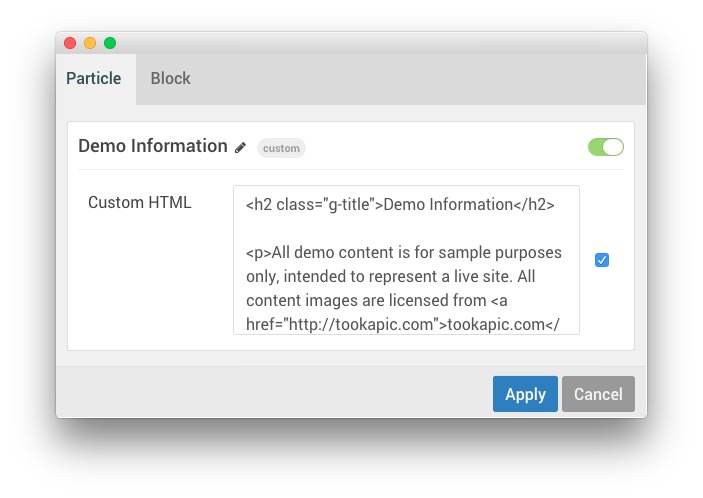 Particle Block
Demo Information custom
Custom HTML
<h2 class="g-title">Demo Information</h2>
<p>All demo content is for sample purposes
only, intended to represent a live site. All
content images are licensed from <a
href="http://tookapic.com">tookapic.com</
Apply Cancel